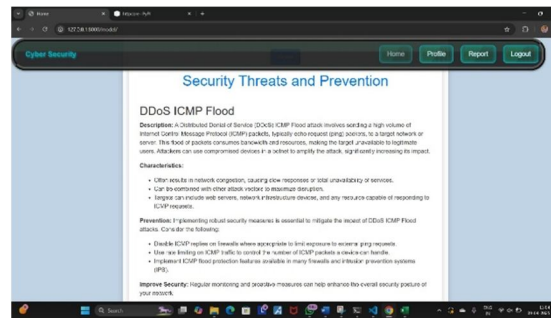 Home
127.0.0.1:8000/model/
Cyber Security
Home
Profile
Report
Logout
Security Threats and Prevention
DDoS ICMP Flood
Description: A Distributed Denial of Service (DDoS) ICMP Flood attack involves sending a high volume of
Internet Control Message Protocol (ICMP) packets, typically echo request (ping) packets, to a target network or
server. This flood of packets consumes bandwidth and resources, making the target unavailable to legitimate
users. Attackers can use compromised devices in a botnet to amplify the attack, significantly increasing its impact.
Characteristics:
• Often results in network congestion, causing slow responses or total unavailability of services.
• Can be combined with other attack vectors to maximize disruption.
• Targets can include web servers, network infrastructure devices, and any resource capable of responding to
ICMP requests.
Prevention: Implementing robust security measures is essential to mitigate the impact of DDoS ICMP Flood
attacks. Consider the following:
• Disable ICMP replies on firewalls where appropriate to limit exposure to external ping requests.
• Use rate limiting on ICMP traffic to control the number of ICMP packets a device can handle.
• Implement ICMP flood protection features available in many firewalls and intrusion prevention systems
(IPS).
Improve Security: Regular monitoring and proactive measures can help enhance the overall security posture of
your network.
Search